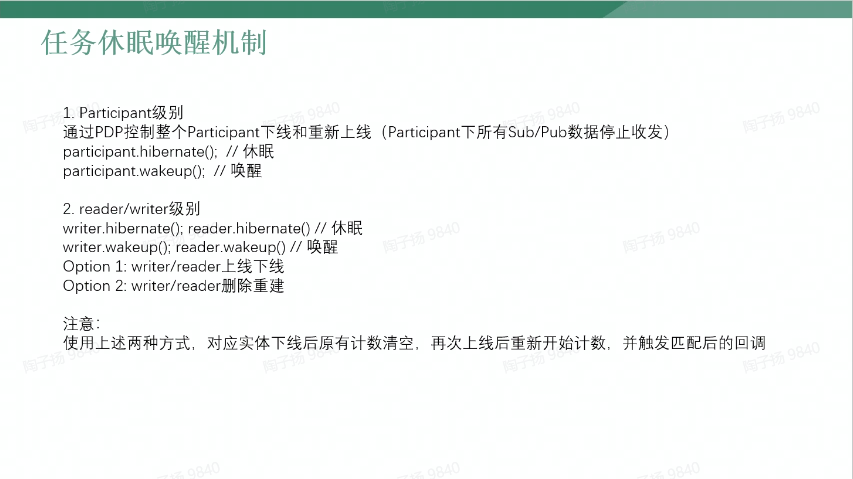 任务休眠唤醒机制
1. Participant级别
通过PDP控制整个Participant下线和重新上线（Participant下所有Sub/Pub数据停止收发）
participant.hibernate();  // 休眠
participant.wakeup();  // 唤醒
2. reader/writer级别
writer.hibernate(); reader.hibernate() // 休眠
writer.wakeup(); reader.wakeup() // 唤醒
Option 1: writer/reader上线下线
Option 2: writer/reader删除重建
注意：
使用上述两种方式，对应实体下线后原有计数清空，再次上线后重新开始计数，并触发匹配后的回调
陶子扬 9840